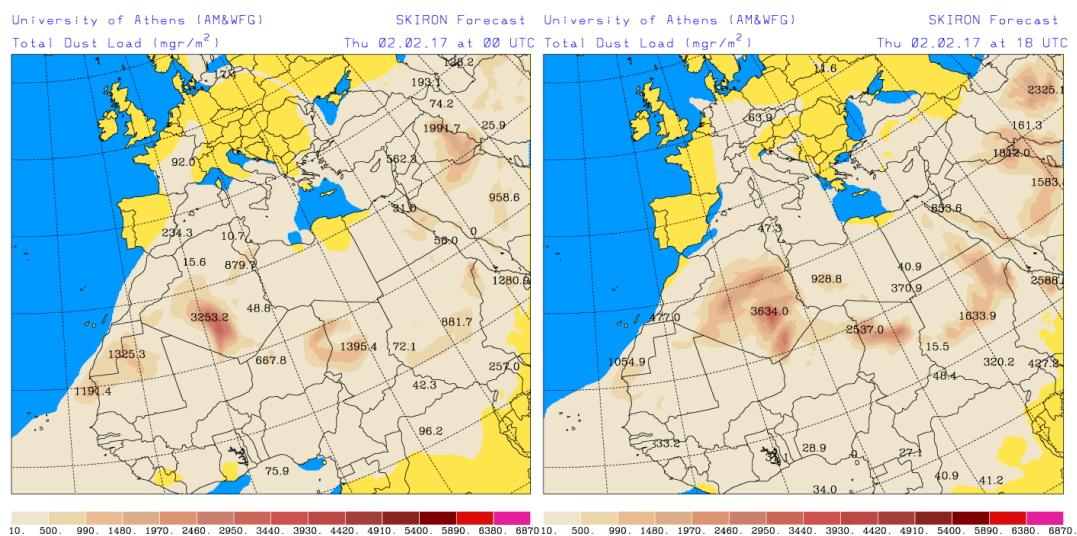 University of Athens (AM&WFG) SKIRON Forecast
Total Dust Load (mgr/m²) Thu 02.02.17 at 00 UTC
193.1
74.2
1991.7 25.9
92.0 562.3
31.0 958.6
234.3 10.7 56.0 0
15.6 879.7
1280.0
48.8
3253.2 881.7
1325.3 667.8 1395.4 72.1
257.0
1191.4 42.3
96.2
75.9
10. 500. 990. 1480. 1970. 2460. 2950. 3440. 3930. 4420. 4910. 5400. 5890. 6380. 6870
University of Athens (AM&WFG) SKIRON Forecast
Total Dust Load (mgr/m²) Thu 02.02.17 at 18 UTC
11.6
2325.1
63.9 161.3
1812.0
1583.
853.6
47.3
40.9
928.8 370.9 2588.
477.0 3634.0 1633.9
2537.0
15.5
1054.9 320.2 427.2
48.4
33.2 28.9 0 27.1
40.9 41.2
34.0
10. 500. 990. 1480. 1970. 2460. 2950. 3440. 3930. 4420. 4910. 5400. 5890. 6380. 6870.